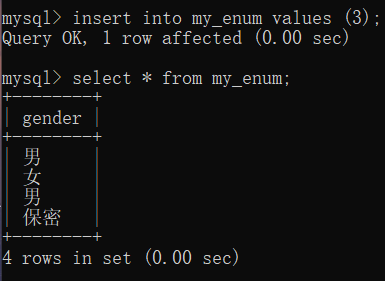 mysql> insert into my_enum values (3);
Query OK, 1 row affected (0.00 sec)
mysql> select * from my_enum;
+--------+
| gender |
+--------+
| 男     |
| 女     |
| 男     |
| 保密   |
+--------+
4 rows in set (0.00 sec)